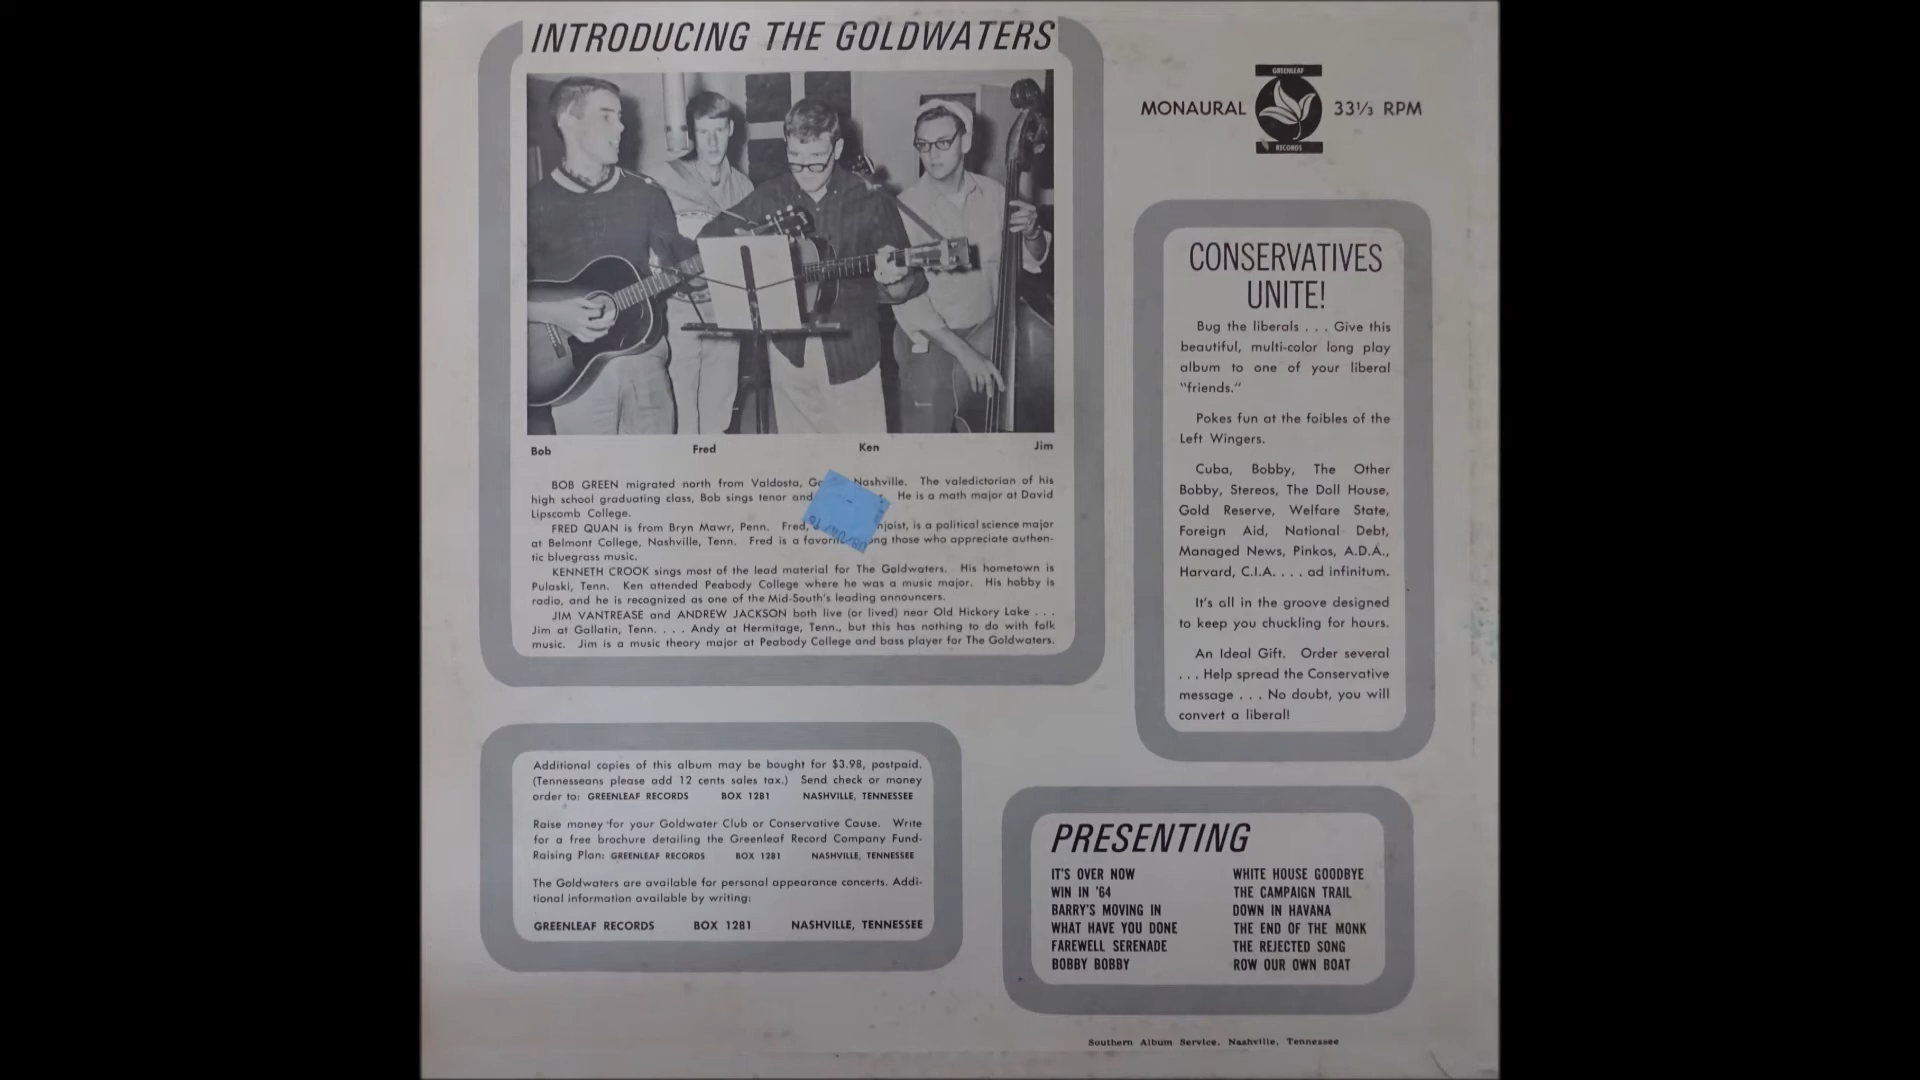 INTRODUCING THE GOLDWATERS
Bob Fred Ken Jim
BOB GREEN migrated north from Valdosta, Nashville. The valedictorian of his
high school graduating class, Bob sings tenor and He is a math major at David
Lipscomb College.
FRED QUAN is from Bryn Mawr, Penn. Fred, is a political science major
at Belmont College, Nashville, Tenn. Fred is a those who appreciate authen-
tic bluegrass music.
KENNETH CROOK sings most of the lead material for The Goldwaters. His hometown is
Pulaski, Tenn. Ken attended Peabody College where he was a music major. His hobby is
radio, and he is recognized as one of the Mid-South's leading announcers.
JIM VANTREASE and ANDREW JACKSON both live (or lived) near Old Hickory Lake . . .
Jim at Gallatin, Tenn. . . . Andy at Hermitage, Tenn., but this has nothing to do with folk
music. Jim is a music theory major at Peabody College and bass player for The Goldwaters.
MONAURAL GREENLEAF RECORDS 33⅓ RPM
CONSERVATIVES
UNITE!
Bug the liberals . . . Give this
beautiful, multi-color long play
album to one of your liberal
"friends."
Pokes fun at the foibles of the
Left Wingers.
Cuba, Bobby, The Other
Bobby, Stereos, The Doll House,
Gold Reserve, Welfare State,
Foreign Aid, National Debt,
Managed News, Pinkos, A.D.A.,
Harvard, C.I.A. . . . ad infinitum.
It's all in the groove designed
to keep you chuckling for hours.
An Ideal Gift. Order several
. . . Help spread the Conservative
message . . . No doubt, you will
convert a liberal!
Additional copies of this album may be bought for $3.98, postpaid.
(Tennesseans please add 12 cents sales tax.) Send check or money
order to: GREENLEAF RECORDS BOX 1281 NASHVILLE, TENNESSEE
Raise money for your Goldwater Club or Conservative Cause. Write
for a free brochure detailing the Greenleaf Record Company Fund-
Raising Plan: GREENLEAF RECORDS BOX 1281 NASHVILLE, TENNESSEE
The Goldwaters are available for personal appearance concerts. Addi-
tional information available by writing:
GREENLEAF RECORDS BOX 1281 NASHVILLE, TENNESSEE
PRESENTING
IT'S OVER NOW WHITE HOUSE GOODBYE
WIN IN '64 THE CAMPAIGN TRAIL
BARRY'S MOVING IN DOWN IN HAVANA
WHAT HAVE YOU DONE THE END OF THE MONK
FAREWELL SERENADE THE REJECTED SONG
BOBBY BOBBY ROW OUR OWN BOAT
Southern Album Service, Nashville, Tennessee